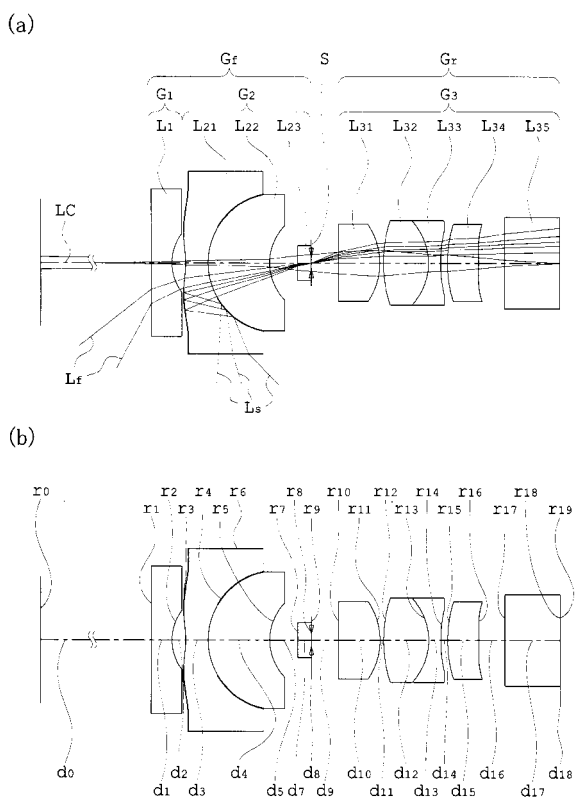 (a)
Gf S Gr
G1 G2 G3
L1 L21 L22 L23 L31 L32 L33 L34 L35
LC
Lf
Ls
(b)
r0 r2 r4 r6 r8 r10 r12 r14 r16 r18
r1 r3 r5 r7 r9 r11 r13 r15 r17 r19
d0 d2 d4 d8 d10 d12 d14 d16 d18
d1 d3 d5 d7 d9 d11 d13 d15 d17